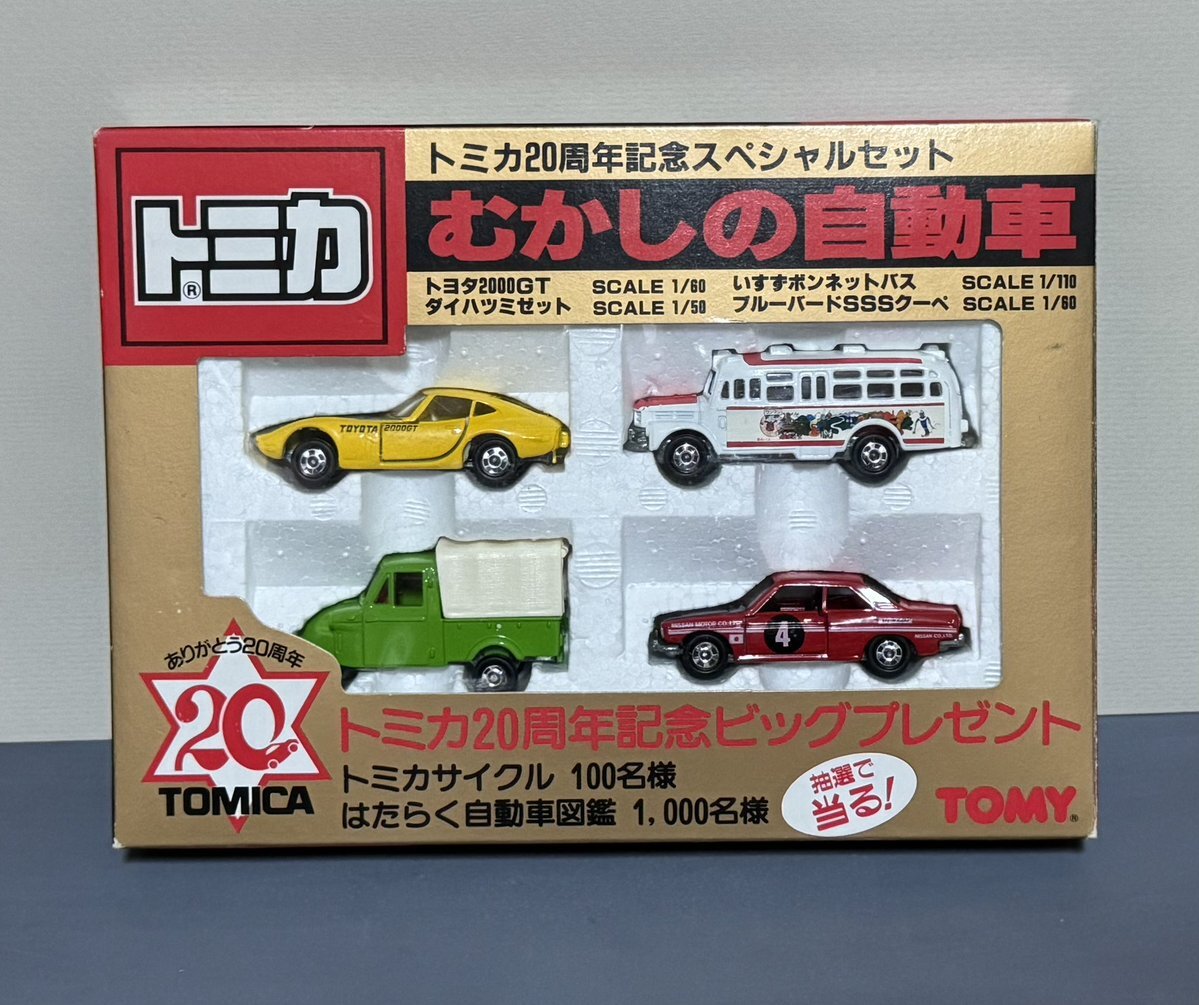 トミカ20周年記念スペシャルセット
むかしの自動車
トミカ®
トヨタ2000GT SCALE 1/60 いすずボンネットバス SCALE 1/110
ダイハツミゼット SCALE 1/50 ブルーバードSSSクーペ SCALE 1/60
TOYOTA 2000GT
NISSAN MOTOR CO.,LTD
4
NISSAN CO.,LTD
ありがとう20周年
20
TOMICA
トミカ20周年記念ビッグプレゼント
トミカサイクル 100名様
はたらく自動車図鑑 1,000名様
抽選で
当る!
TOMY®